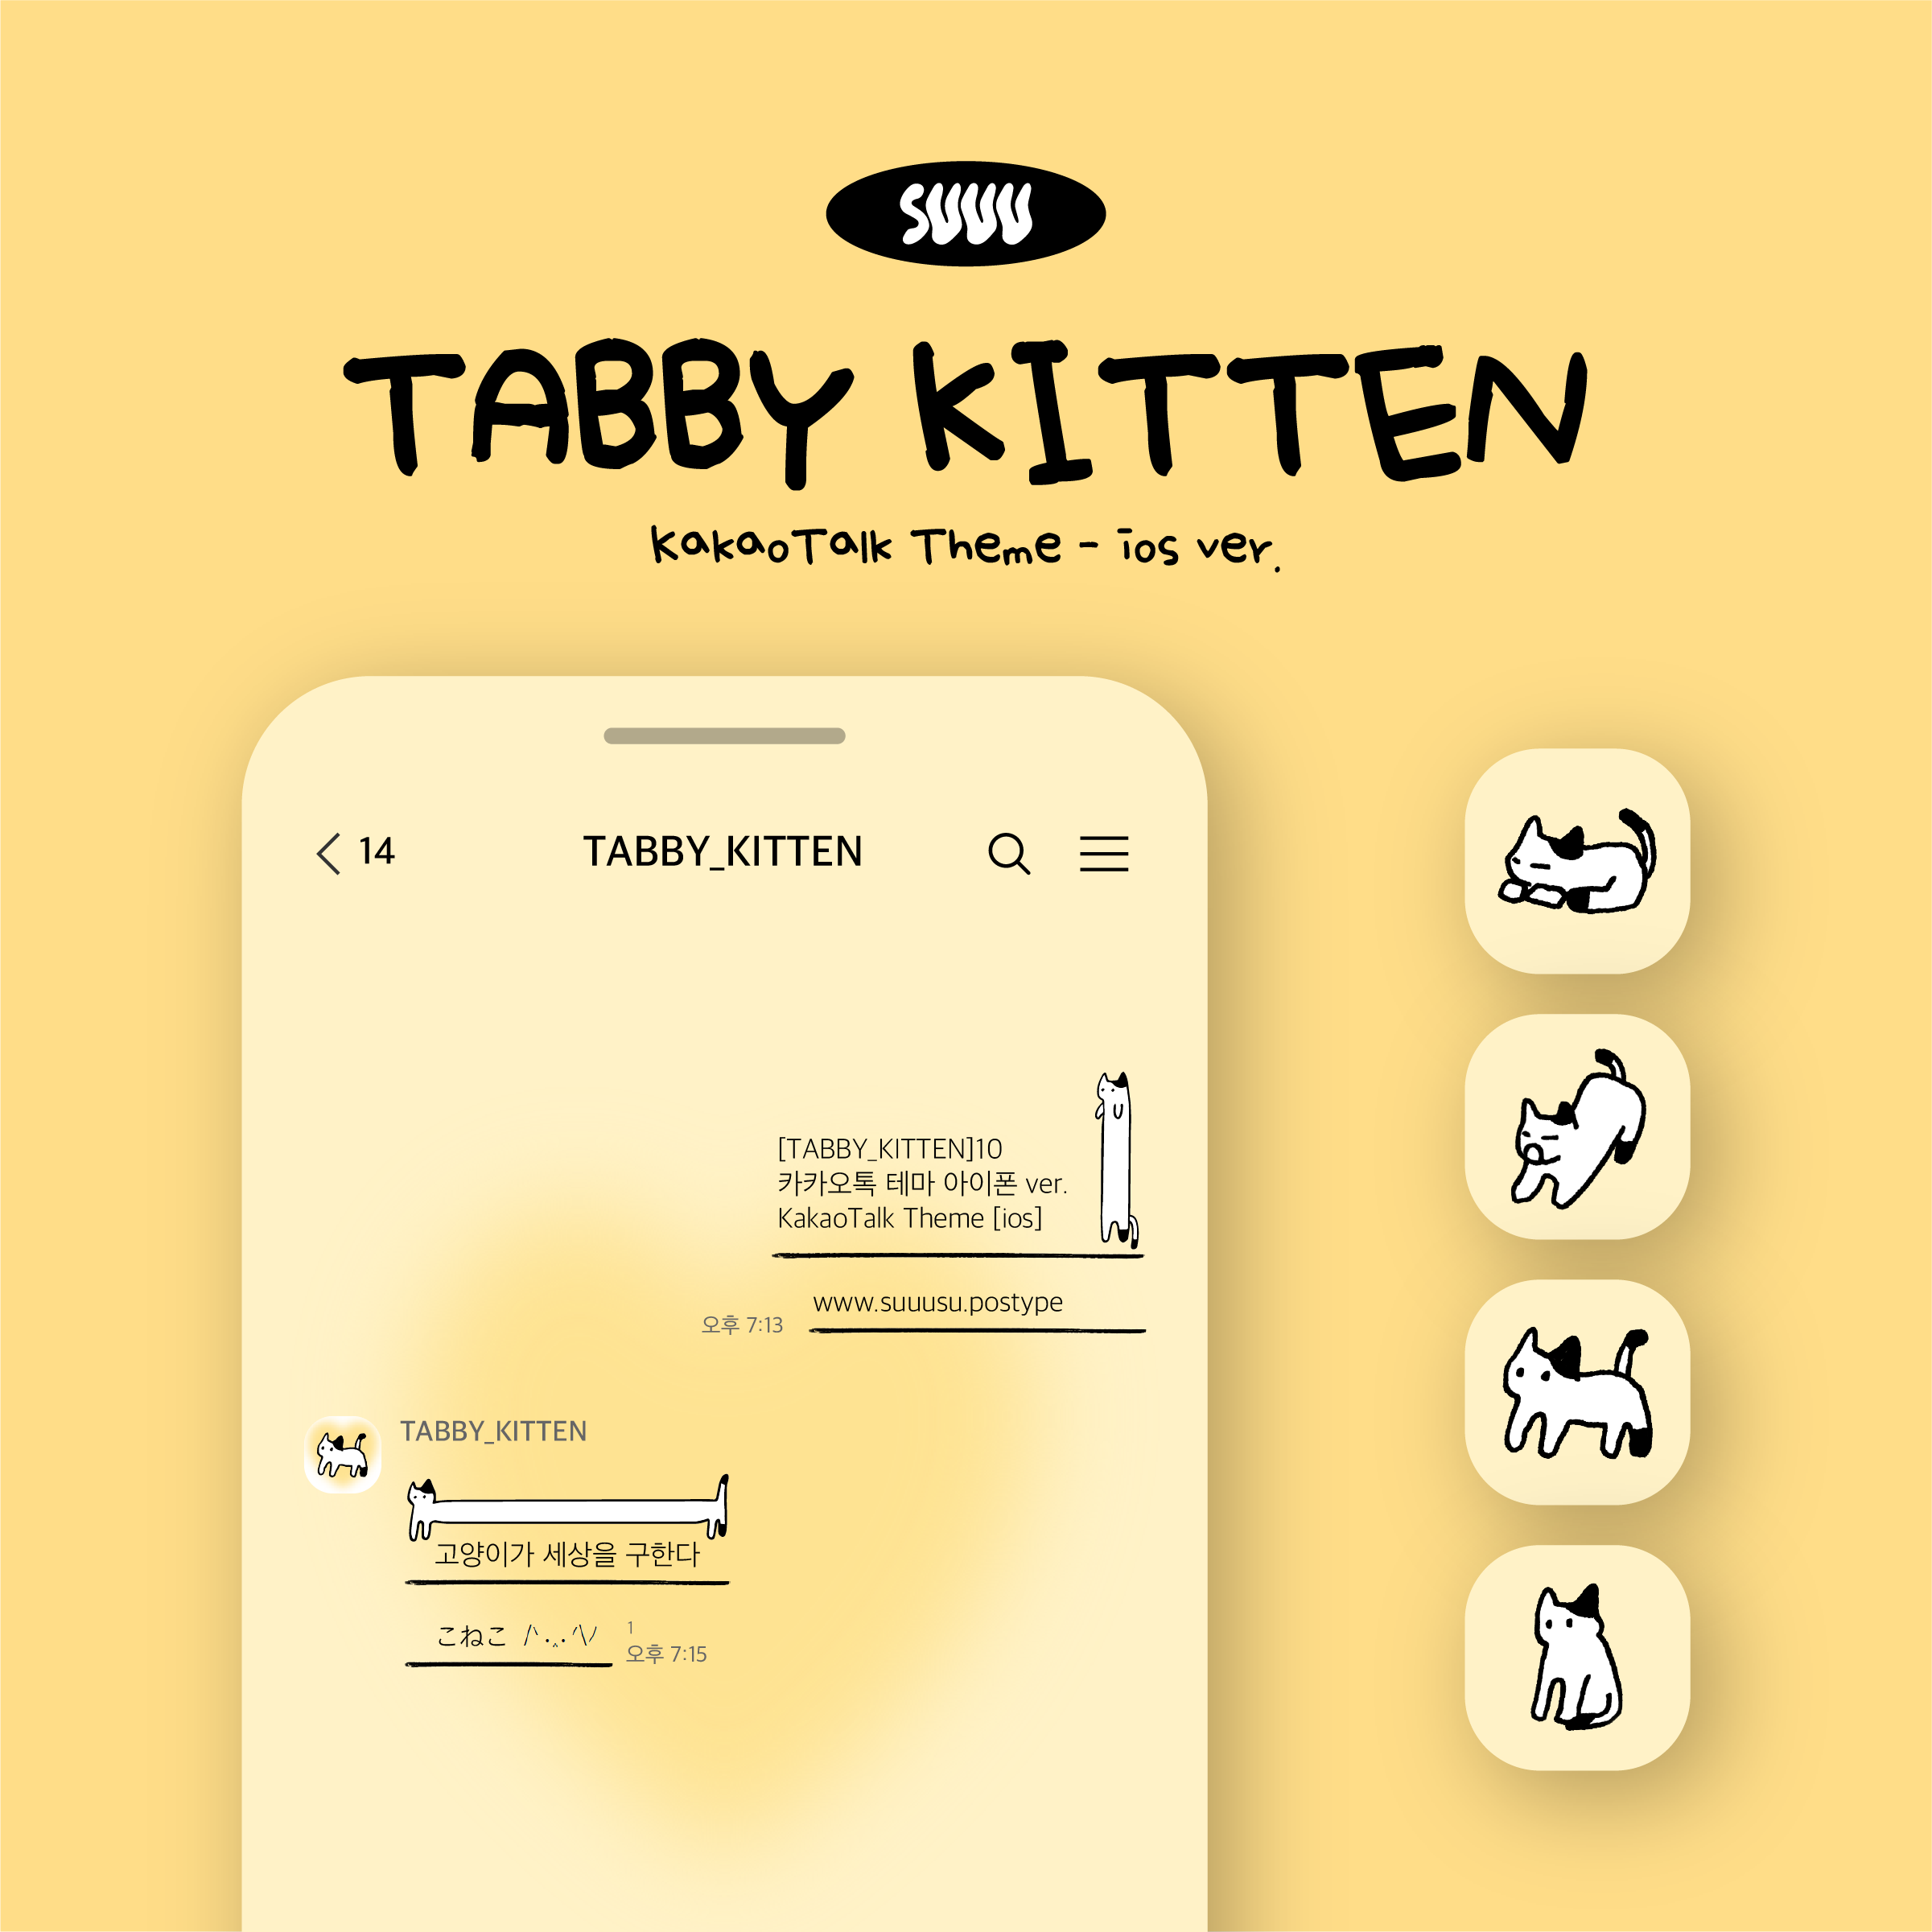 SUUU
TABBY KITTEN
KakaoTalk Theme - ios ver.
14
TABBY_KITTEN
[TABBY_KITTEN]10
카카오톡 테마 아이폰 ver.
KakaoTalk Theme [ios]
www.suuusu.postype
오후 7:13
TABBY_KITTEN
고양이가 세상을 구한다
こねこ /ᐠ.ꞈ.ᐟ\ﾉ
1
오후 7:15